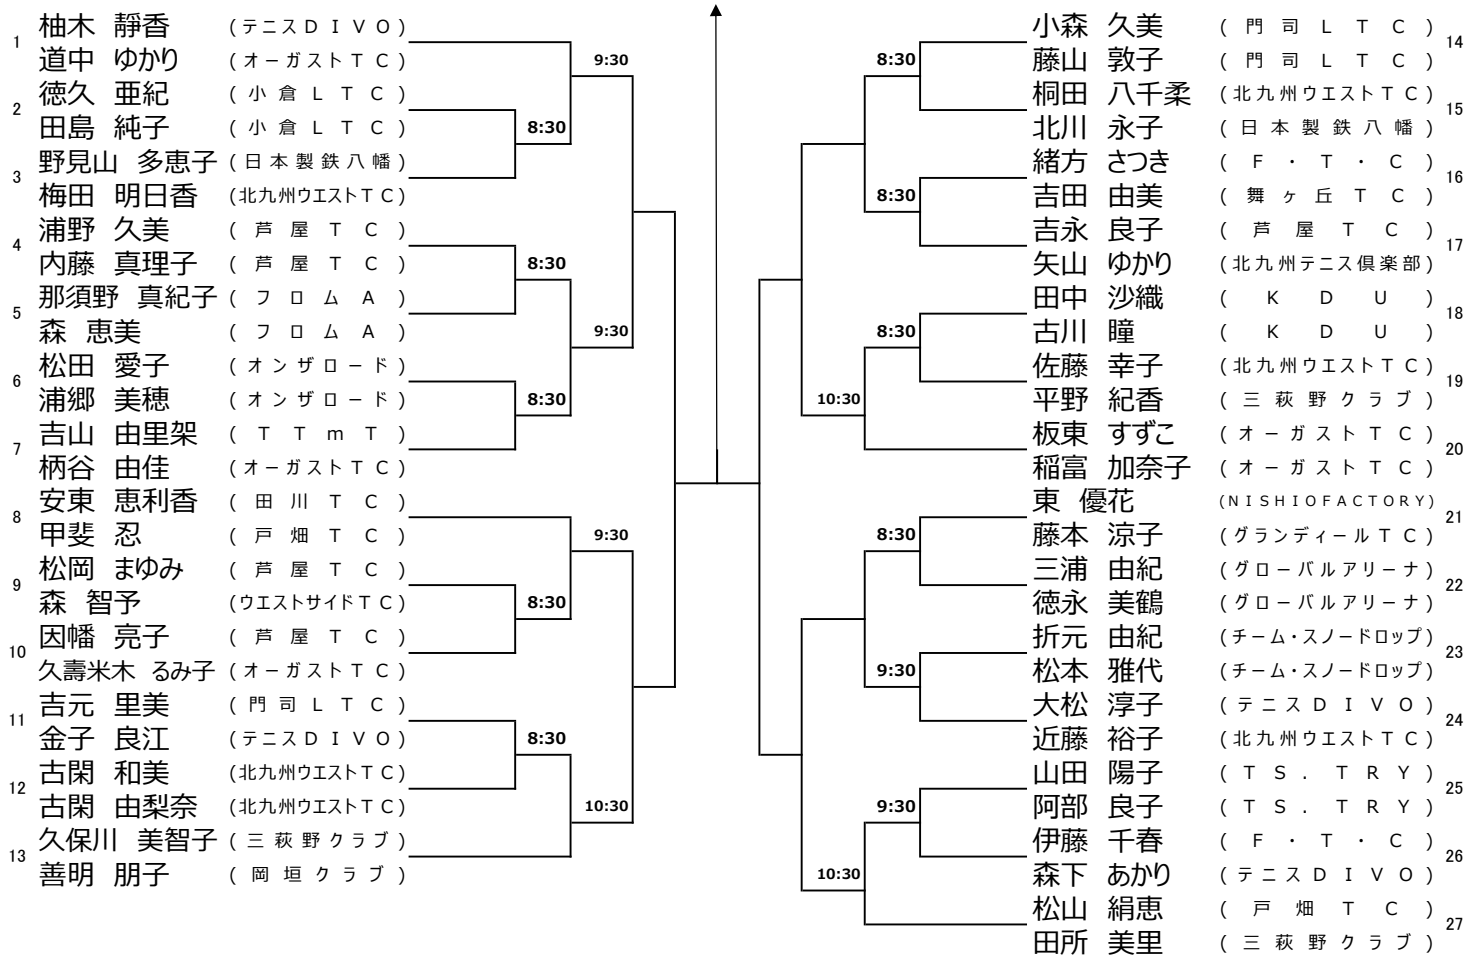 1
柚木 靜香 (テニスＤＩＶＯ)
道中 ゆかり (オーガストＴＣ)
2
徳久 亜紀 (小倉ＬＴＣ)
田島 純子 (小倉ＬＴＣ)
3
野見山 多恵子 (日本製鉄八幡)
梅田 明日香 (北九州ウエストＴＣ)
4
浦野 久美 (芦屋ＴＣ)
内藤 真理子 (芦屋ＴＣ)
5
那須野 真紀子 (フロムＡ)
森 恵美 (フロムＡ)
6
松田 愛子 (オンザロード)
浦郷 美穂 (オンザロード)
7
吉山 由里架 (ＴＴｍＴ)
柄谷 由佳 (オーガストＴＣ)
8
安東 恵利香 (田川ＴＣ)
甲斐 忍 (戸畑ＴＣ)
9
松岡 まゆみ (芦屋ＴＣ)
森 智予 (ウエストサイドＴＣ)
10
因幡 亮子 (芦屋ＴＣ)
久壽米木 るみ子 (オーガストＴＣ)
11
吉元 里美 (門司ＬＴＣ)
金子 良江 (テニスＤＩＶＯ)
12
古閑 和美 (北九州ウエストＴＣ)
古閑 由梨奈 (北九州ウエストＴＣ)
13
久保川 美智子 (三萩野クラブ)
善明 朋子 (岡垣クラブ)
9:30
8:30
8:30
9:30
8:30
9:30
8:30
8:30
10:30
8:30
8:30
8:30
10:30
8:30
9:30
9:30
10:30
小森 久美 (門司ＬＴＣ)
14
藤山 敦子 (門司ＬＴＣ)
桐田 八千柔 (北九州ウエストＴＣ)
15
北川 永子 (日本製鉄八幡)
緒方 さつき (Ｆ・Ｔ・Ｃ)
16
吉田 由美 (舞ヶ丘ＴＣ)
吉永 良子 (芦屋ＴＣ)
17
矢山 ゆかり (北九州テニス倶楽部)
田中 沙織 (ＫＤＵ)
18
古川 瞳 (ＫＤＵ)
佐藤 幸子 (北九州ウエストＴＣ)
19
平野 紀香 (三萩野クラブ)
板東 すずこ (オーガストＴＣ)
20
稲富 加奈子 (オーガストＴＣ)
東 優花 (ＮＩＳＨＩＯＦＡＣＴＯＲＹ)
21
藤本 涼子 (グランディールＴＣ)
三浦 由紀 (グローバルアリーナ)
22
徳永 美鶴 (グローバルアリーナ)
折元 由紀 (チーム・スノードロップ)
23
松本 雅代 (チーム・スノードロップ)
大松 淳子 (テニスＤＩＶＯ)
24
近藤 裕子 (北九州ウエストＴＣ)
山田 陽子 (ＴＳ．ＴＲＹ)
25
阿部 良子 (ＴＳ．ＴＲＹ)
伊藤 千春 (Ｆ・Ｔ・Ｃ)
26
森下 あかり (テニスＤＩＶＯ)
松山 絹恵 (戸畑ＴＣ)
27
田所 美里 (三萩野クラブ)